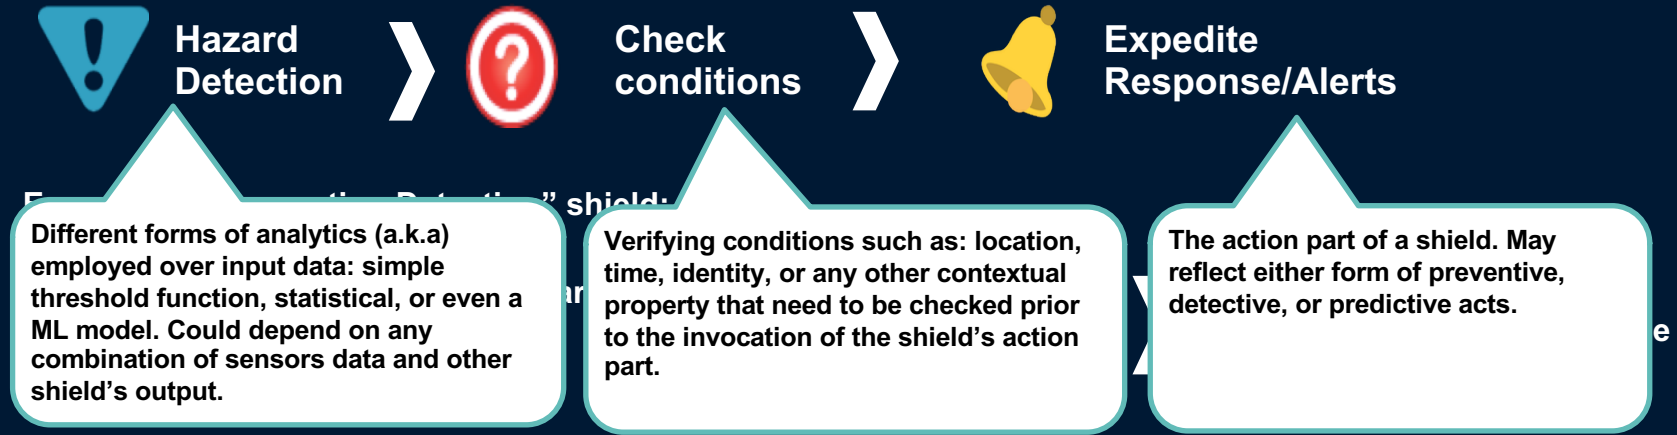 Hazard
Detection
Check
conditions
Expedite
Response/Alerts
” shield:
Different forms of analytics (a.k.a)
employed over input data: simple
threshold function, statistical, or even a
ML model. Could depend on any
combination of sensors data and other
shield’s output.
Verifying conditions such as: location,
time, identity, or any other contextual
property that need to be checked prior
to the invocation of the shield’s action
part.
The action part of a shield. May
reflect either form of preventive,
detective, or predictive acts.